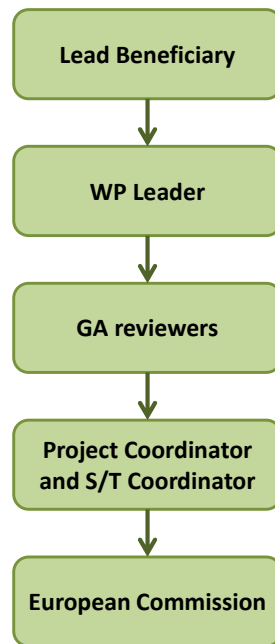 Lead Beneficiary
WP Leader
GA reviewers
Project Coordinator
and S/T Coordinator
European Commission